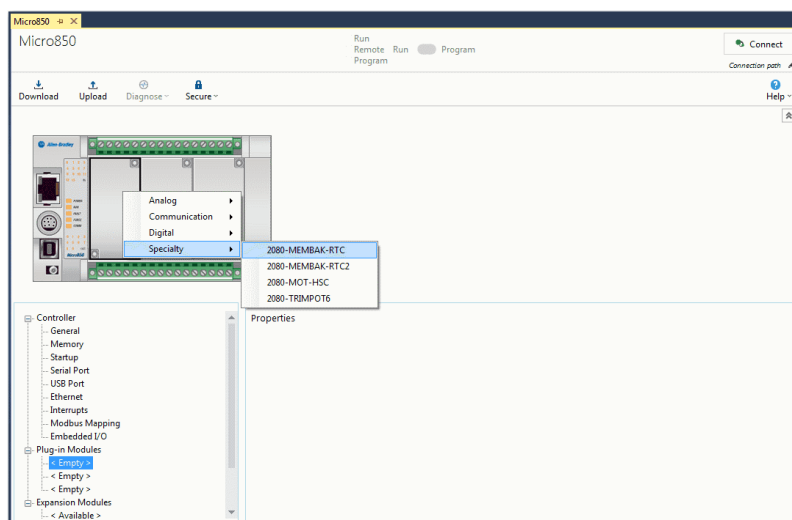 Micro850
Micro850
Run
Remote Run Program
Program
Connect
Connection path
Download Upload Diagnose Secure
Help
Allen-Bradley
Micro850
Analog
Communication
Digital
Specialty
2080-MEMBAK-RTC
2080-MEMBAK-RTC2
2080-MOT-HSC
2080-TRIMPOT6
Controller
General
Memory
Startup
Serial Port
USB Port
Ethernet
Interrupts
Modbus Mapping
Embedded I/O
Plug-in Modules
< Empty >
< Empty >
< Empty >
Expansion Modules
< Available >
Properties